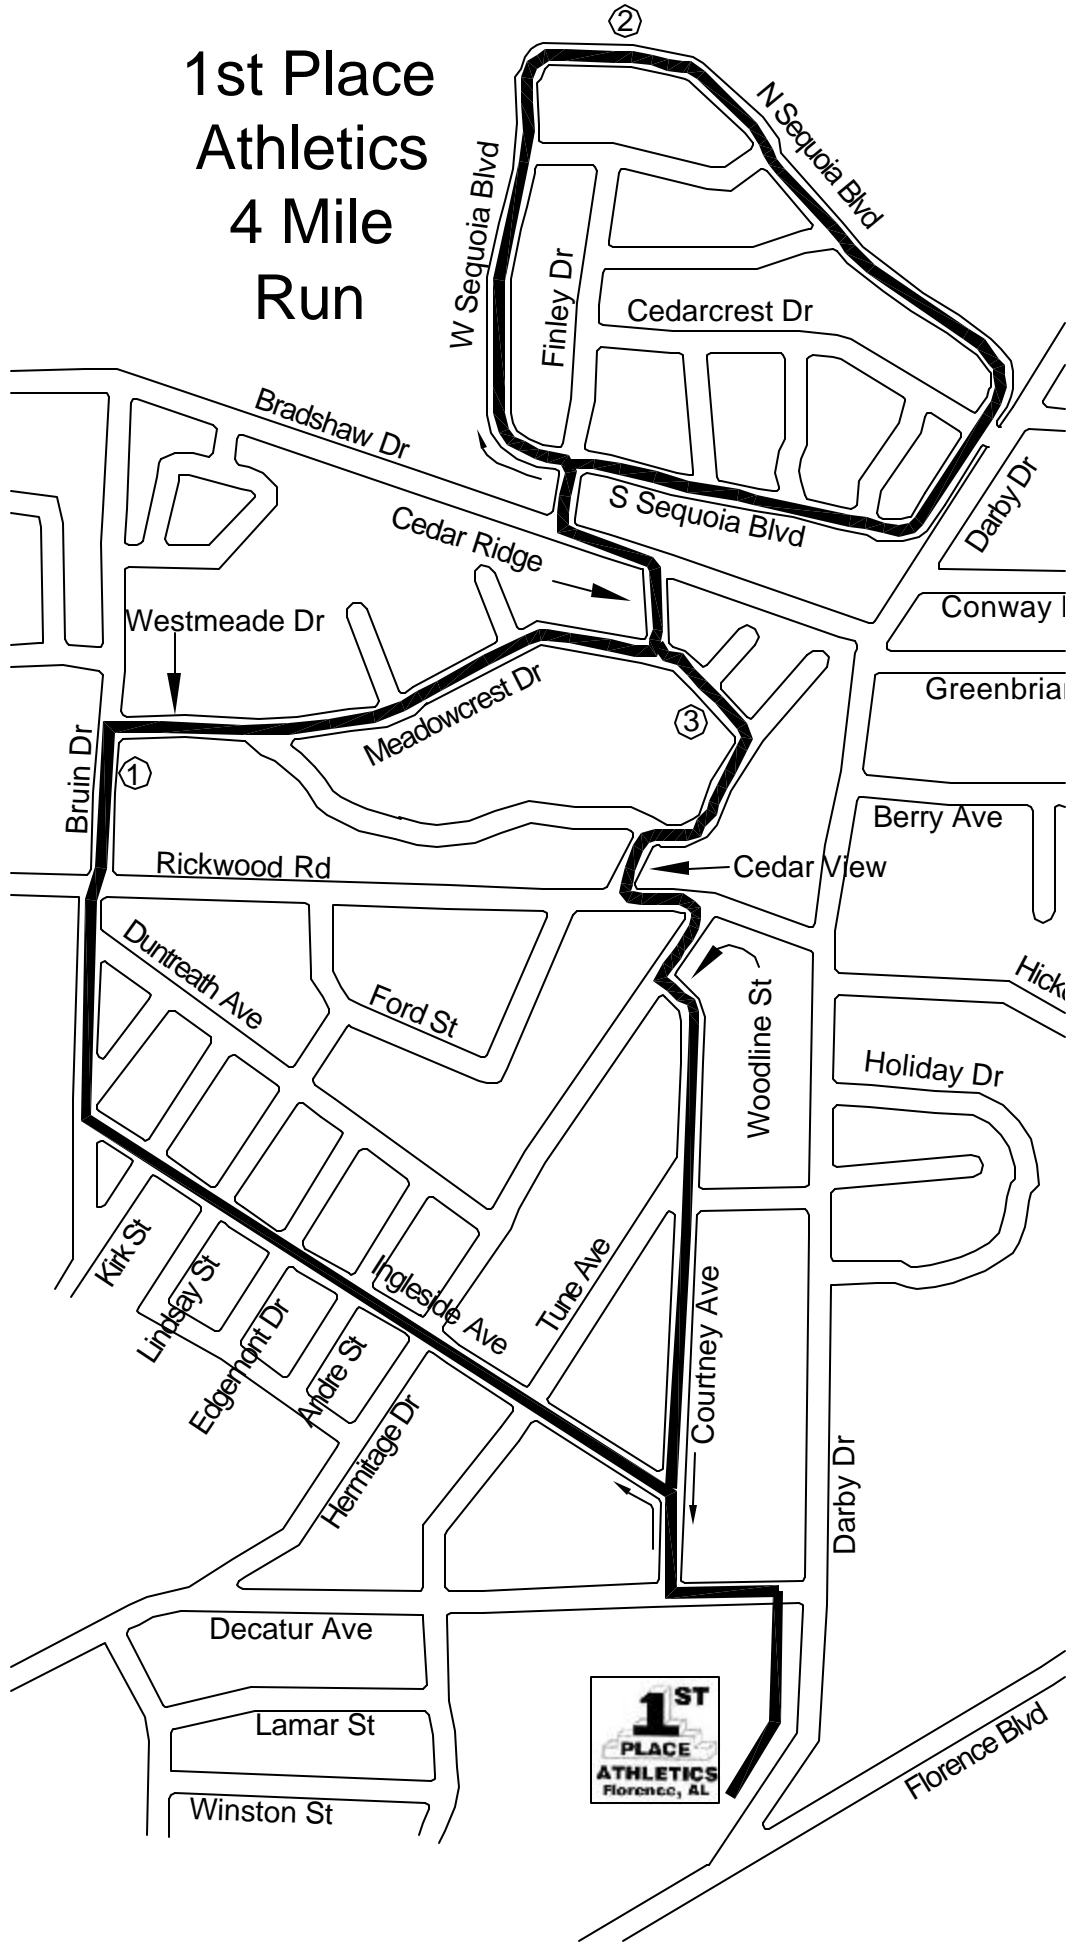 2
1st Place
Athletics
4 Mile
Run
N Sequoia Blvd
W Sequoia Blvd
Finley Dr
Cedarcrest Dr
Bradshaw Dr
S Sequoia Blvd
Darby Dr
Cedar Ridge
Conway
Westmeade Dr
Greenbriar
Meadowcrest Dr
3
Bruin Dr
1
Berry Ave
Rickwood Rd
Cedar View
Duntreath Ave
Ford St
Woodline St
Hick
Holiday Dr
Kirk St
Lindsay St
Edgemont Dr
Andre St
Ingleside Ave
Tune Ave
Courtney Ave
Hermitage Dr
Darby Dr
Decatur Ave
1ST
PLACE
ATHLETICS
Florence, AL
Lamar St
Florence Blvd
Winston St